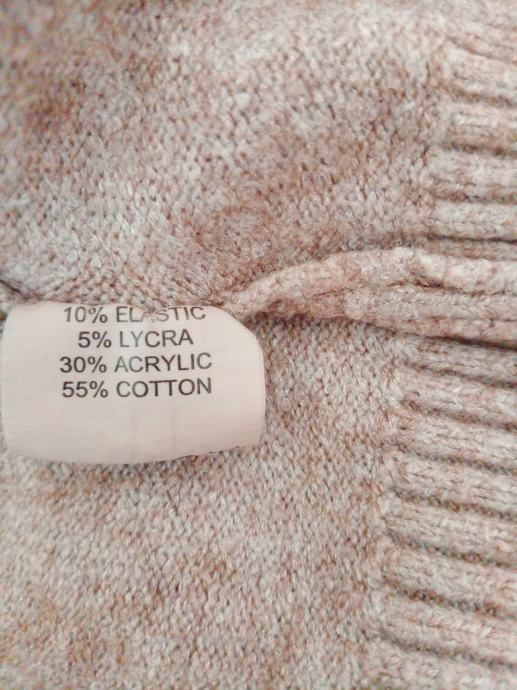 10% ELASTIC
5% LYCRA
30% ACRYLIC
55% COTTON